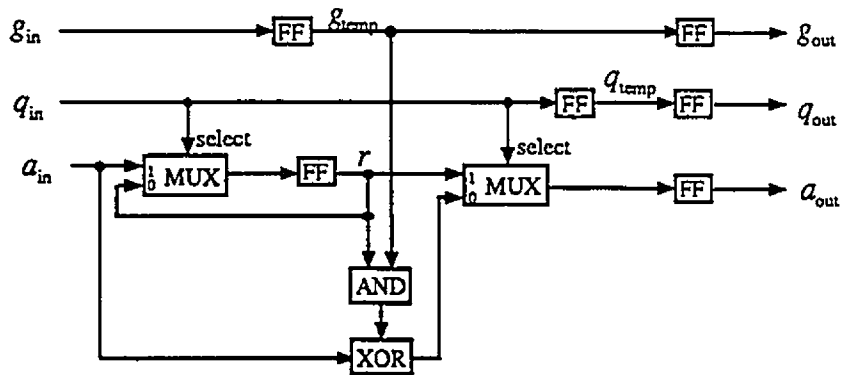 g_in FF g_temp FF g_out
q_in FF q_temp FF q_out
select select
a_in 1 0 MUX FF r 1 0 MUX FF a_out
AND
XOR